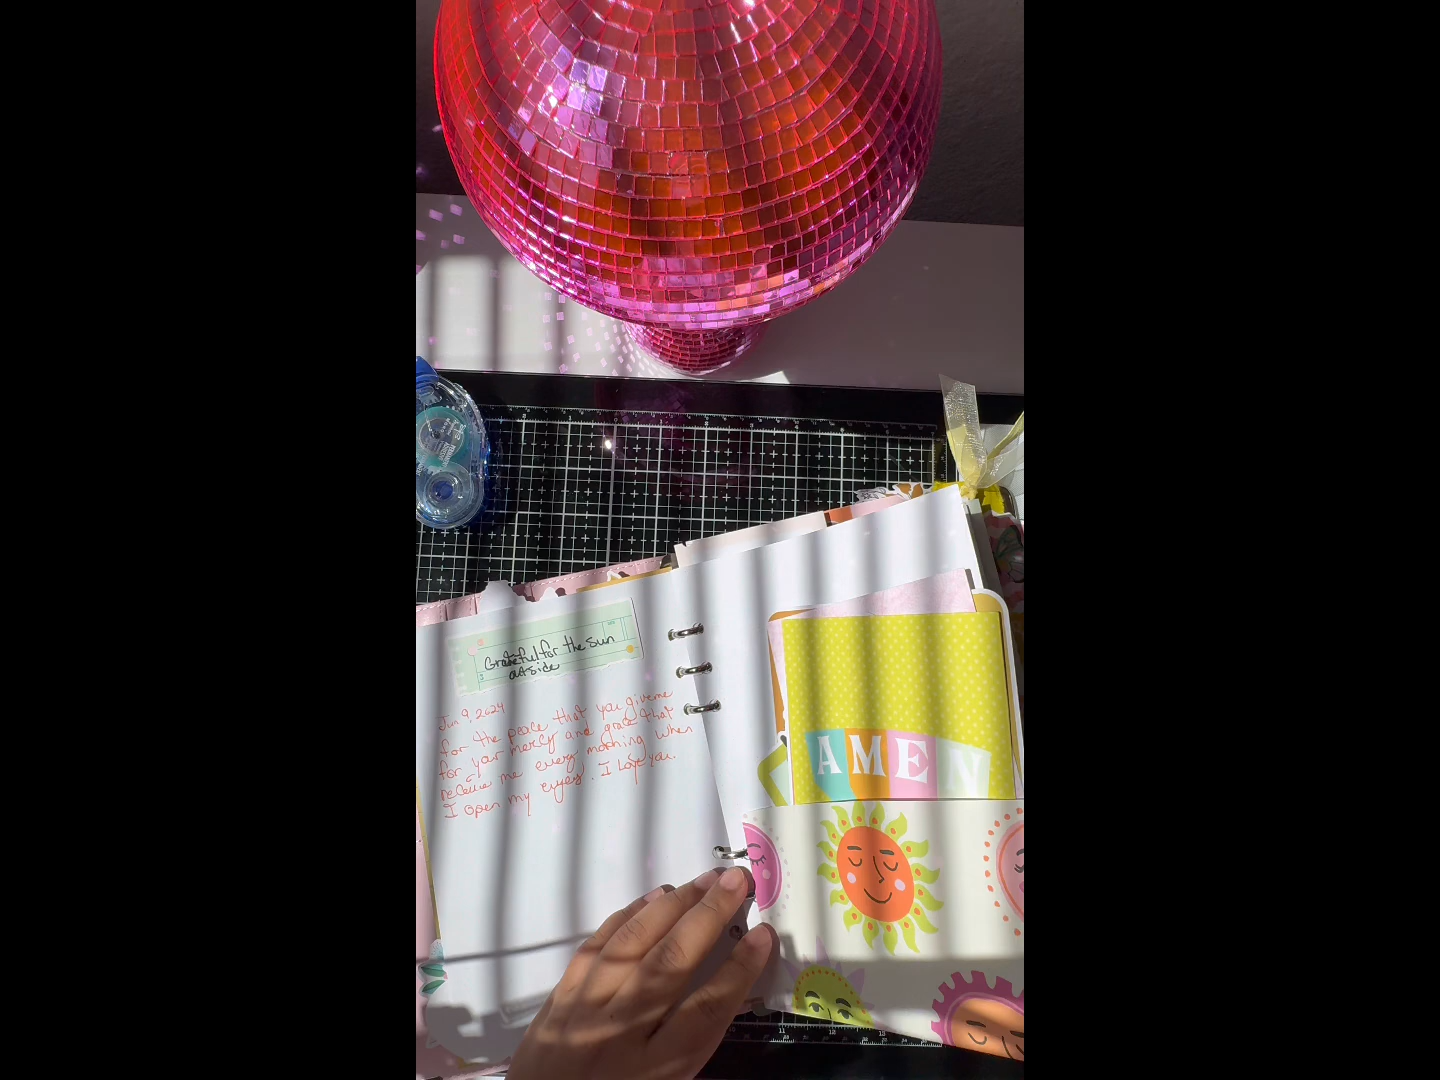 Grateful for the sun
outside
Jun 9, 2024
for the peace that you give me
for your mercy and grace that
receive me every morning when
I open my eyes. I Love you.
AMEN